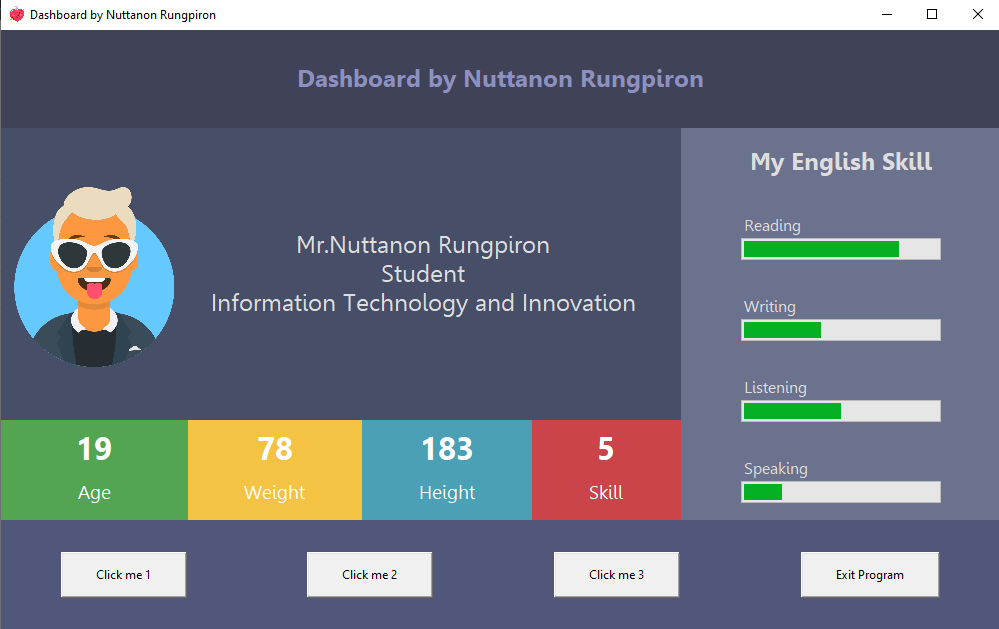 Dashboard by Nuttanon Rungpiron
Dashboard by Nuttanon Rungpiron
Mr.Nuttanon Rungpiron
Student
Information Technology and Innovation
19
Age
78
Weight
183
Height
5
Skill
My English Skill
Reading
Writing
Listening
Speaking
Click me 1
Click me 2
Click me 3
Exit Program